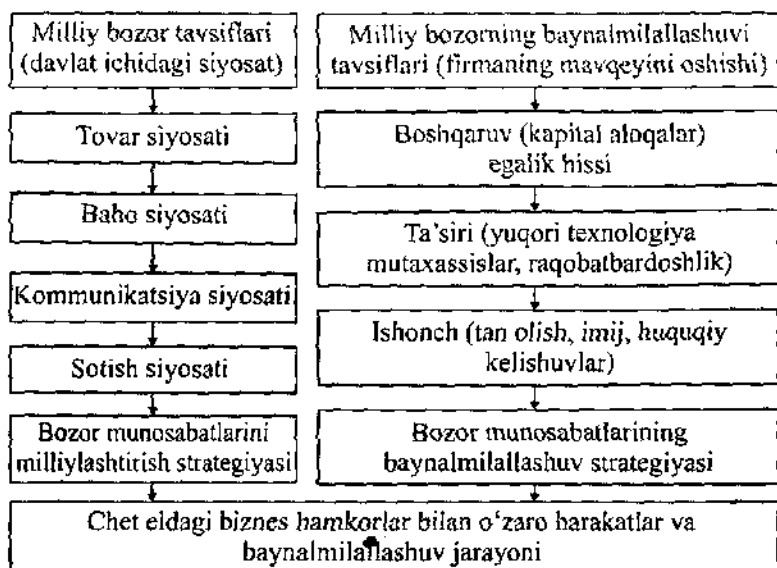 Milliy bozor tavsiflari
(davlat ichidagi siyosat)
Tovar siyosati
Baho siyosati
Kommunikatsiya siyosati
Sotish siyosati
Bozor munosabatlarini
milliylashtirish strategiyasi
Milliy bozorning baynalmilallashuvi
tavsiflari (firmaning mavqeyini oshishi)
Boshqaruv (kapital aloqalar)
egalik hissi
Ta'siri (yuqori texnologiya
mutaxassislar, raqobatbardoshlik)
Ishonch (tan olish, imij, huquqiy
kelishuvlar)
Bozor munosabatlarining
baynalmilallashuv strategiyasi
Chet eldagi biznes hamkorlar bilan o‘zaro harakatlar va
baynalmilallashuv jarayoni